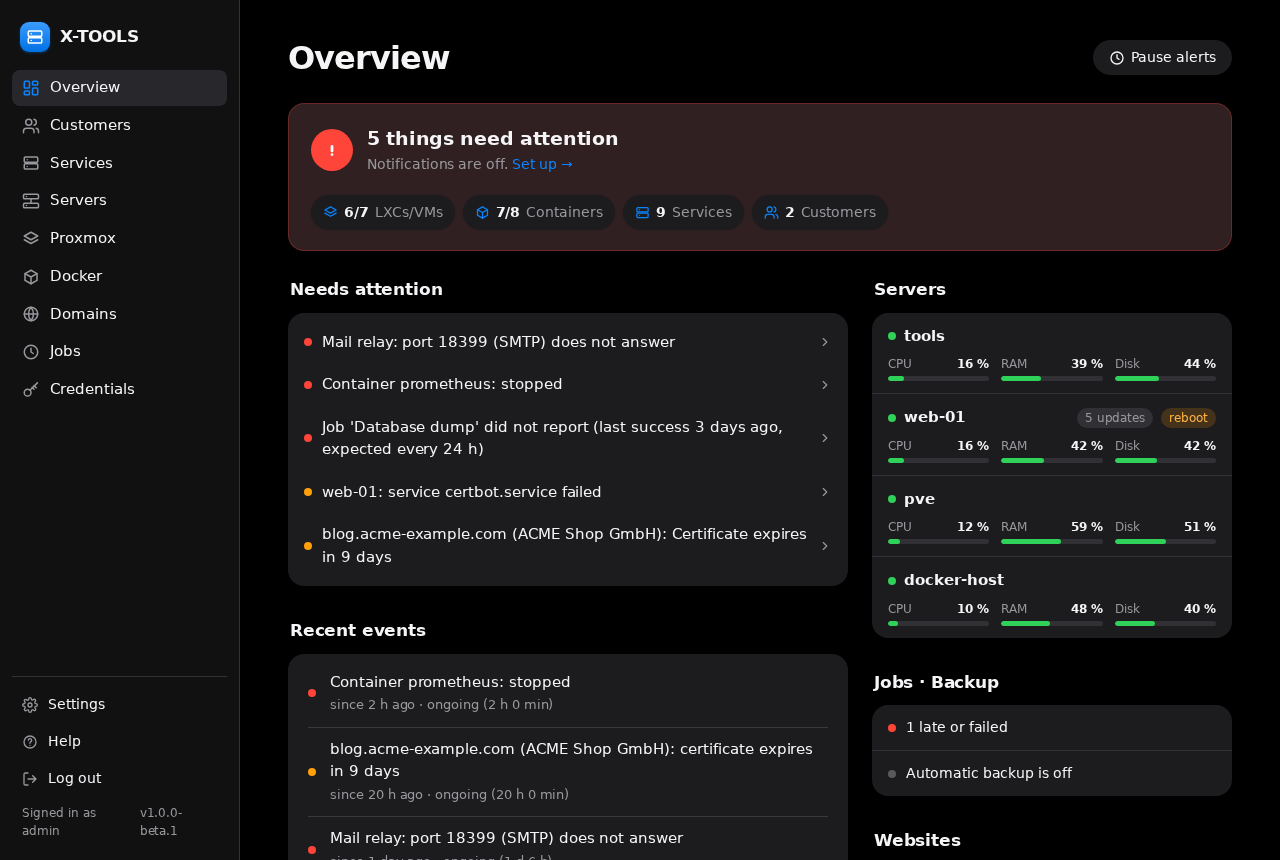 X-TOOLS
Overview
Customers
Services
Servers
Proxmox
Docker
Domains
Jobs
Credentials
Settings
Help
Log out
Signed in as admin
v1.0.0-beta.1
Overview
Pause alerts
5 things need attention
Notifications are off. Set up →
6/7 LXCs/VMs
7/8 Containers
9 Services
2 Customers
Needs attention
Mail relay: port 18399 (SMTP) does not answer
Container prometheus: stopped
Job 'Database dump' did not report (last success 3 days ago,
expected every 24 h)
web-01: service certbot.service failed
blog.acme-example.com (ACME Shop GmbH): Certificate expires
in 9 days
Recent events
Container prometheus: stopped
since 2 h ago · ongoing (2 h 0 min)
blog.acme-example.com (ACME Shop GmbH): certificate expires
in 9 days
since 20 h ago · ongoing (20 h 0 min)
Mail relay: port 18399 (SMTP) does not answer
since 1 day ago · ongoing (1 d 6 h)
Servers
tools
CPU 16 % RAM 39 % Disk 44 %
web-01 5 updates reboot
CPU 16 % RAM 42 % Disk 42 %
pve
CPU 12 % RAM 59 % Disk 51 %
docker-host
CPU 10 % RAM 48 % Disk 40 %
Jobs · Backup
1 late or failed
Automatic backup is off
Websites